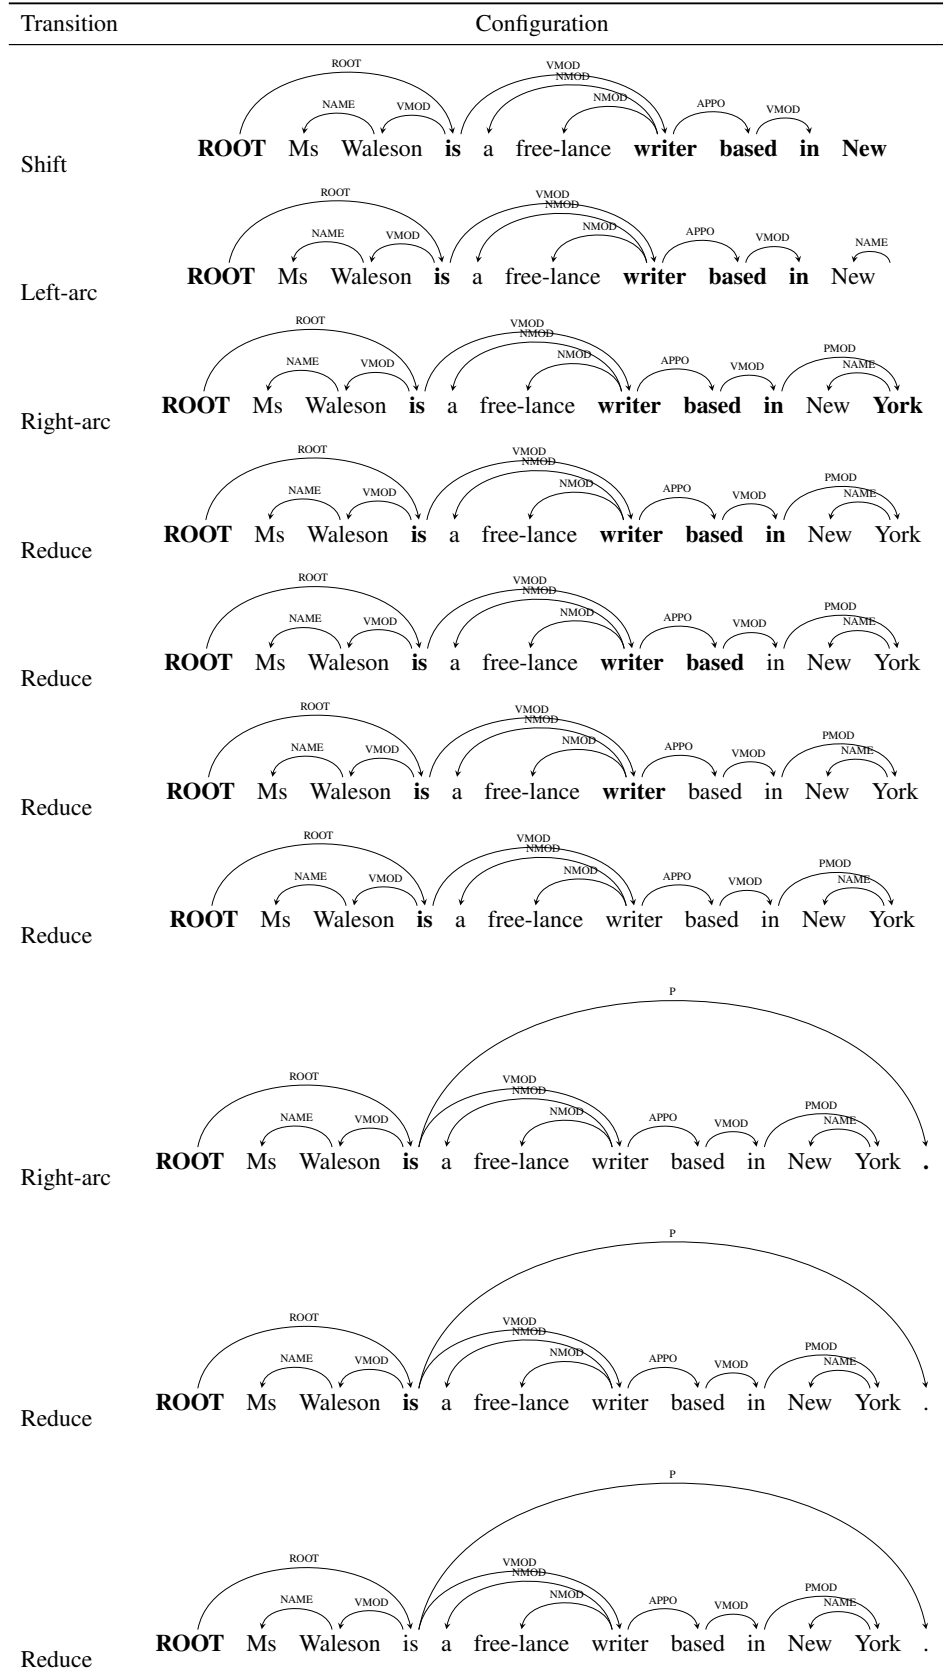 Transition Configuration
ROOT VMOD
NMOD
NAME VMOD NMOD APPO VMOD
ROOT Ms Waleson is a free-lance writer based in New
Shift
ROOT VMOD
NMOD
NAME VMOD NMOD APPO VMOD NAME
ROOT Ms Waleson is a free-lance writer based in New
Left-arc
ROOT VMOD
NMOD PMOD
NAME VMOD NMOD APPO VMOD NAME
ROOT Ms Waleson is a free-lance writer based in New York
Right-arc
ROOT VMOD
NMOD PMOD
NAME VMOD NMOD APPO VMOD NAME
ROOT Ms Waleson is a free-lance writer based in New York
Reduce
ROOT VMOD
NMOD PMOD
NAME VMOD NMOD APPO VMOD NAME
ROOT Ms Waleson is a free-lance writer based in New York
Reduce
ROOT VMOD
NMOD PMOD
NAME VMOD NMOD APPO VMOD NAME
ROOT Ms Waleson is a free-lance writer based in New York
Reduce
ROOT VMOD
NMOD PMOD
NAME VMOD NMOD APPO VMOD NAME
ROOT Ms Waleson is a free-lance writer based in New York
Reduce
P
ROOT VMOD
NMOD PMOD
NAME VMOD NMOD APPO VMOD NAME
ROOT Ms Waleson is a free-lance writer based in New York .
Right-arc
P
ROOT VMOD
NMOD PMOD
NAME VMOD NMOD APPO VMOD NAME
ROOT Ms Waleson is a free-lance writer based in New York .
Reduce
P
ROOT VMOD
NMOD PMOD
NAME VMOD NMOD APPO VMOD NAME
ROOT Ms Waleson is a free-lance writer based in New York .
Reduce